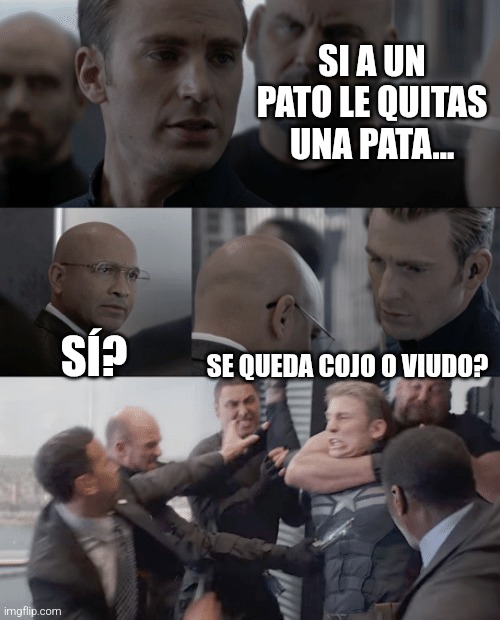 SI A UN
PATO LE QUITAS
UNA PATA...
SÍ?
SE QUEDA COJO O VIUDO?
imgflip.com